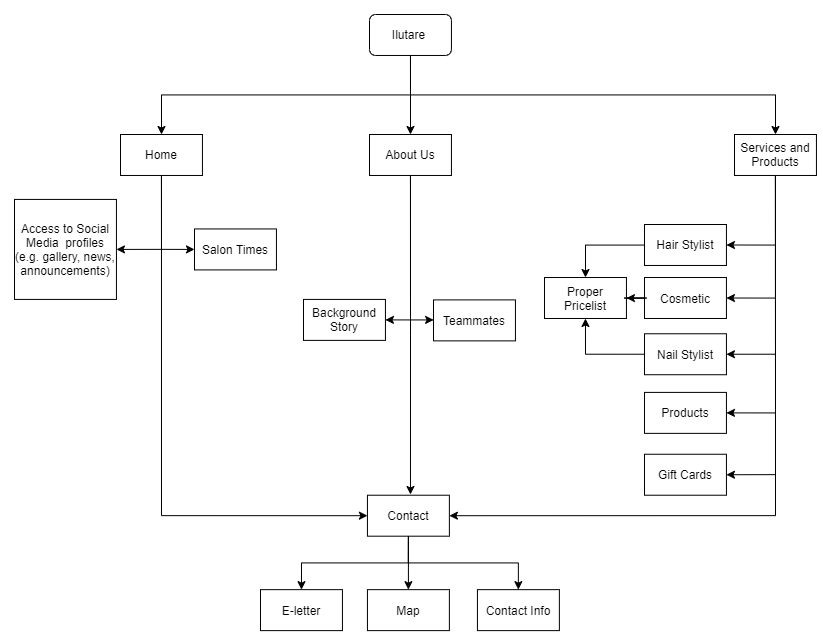 Ilutare
Home
About Us
Services and
Products
Access to Social
Media profiles
(e.g. gallery, news,
announcements)
Salon Times
Background
Story
Teammates
Hair Stylist
Proper
Pricelist
Cosmetic
Nail Stylist
Products
Gift Cards
Contact
E-letter
Map
Contact Info